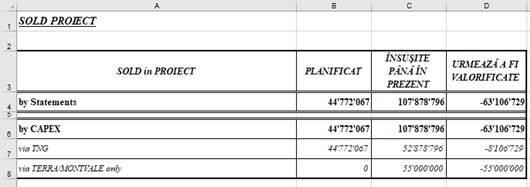 A B C D
1 SOLD PROIECT
2
3 SOLD in PROIECT PLANIFICAT ÎNSUȘITE PÂNĂ ÎN PREZENT URMEAZĂ A FI VALORIFICATE
4 by Statements 44'772'067 107'878'796 -63'106'729
5
6 by CAPEX 44'772'067 107'878'796 -63'106'729
7 via TNG 44'772'067 52'878'796 -8'106'729
8 via TERRA/MONTVALE only 0 55'000'000 -55'000'000